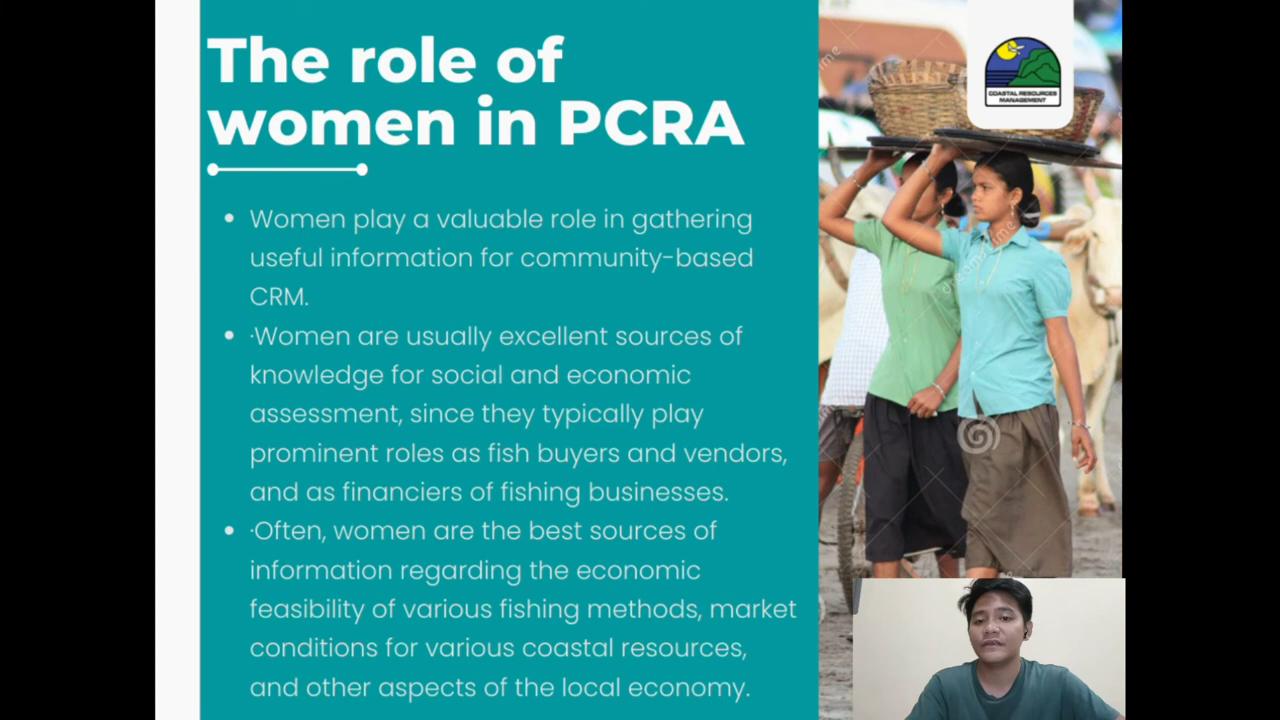 The role of
women in PCRA
COASTAL RESOURCES
MANAGEMENT
• Women play a valuable role in gathering
useful information for community-based
CRM.
• ·Women are usually excellent sources of
knowledge for social and economic
assessment, since they typically play
prominent roles as fish buyers and vendors,
and as financiers of fishing businesses.
• ·Often, women are the best sources of
information regarding the economic
feasibility of various fishing methods, market
conditions for various coastal resources,
and other aspects of the local economy.